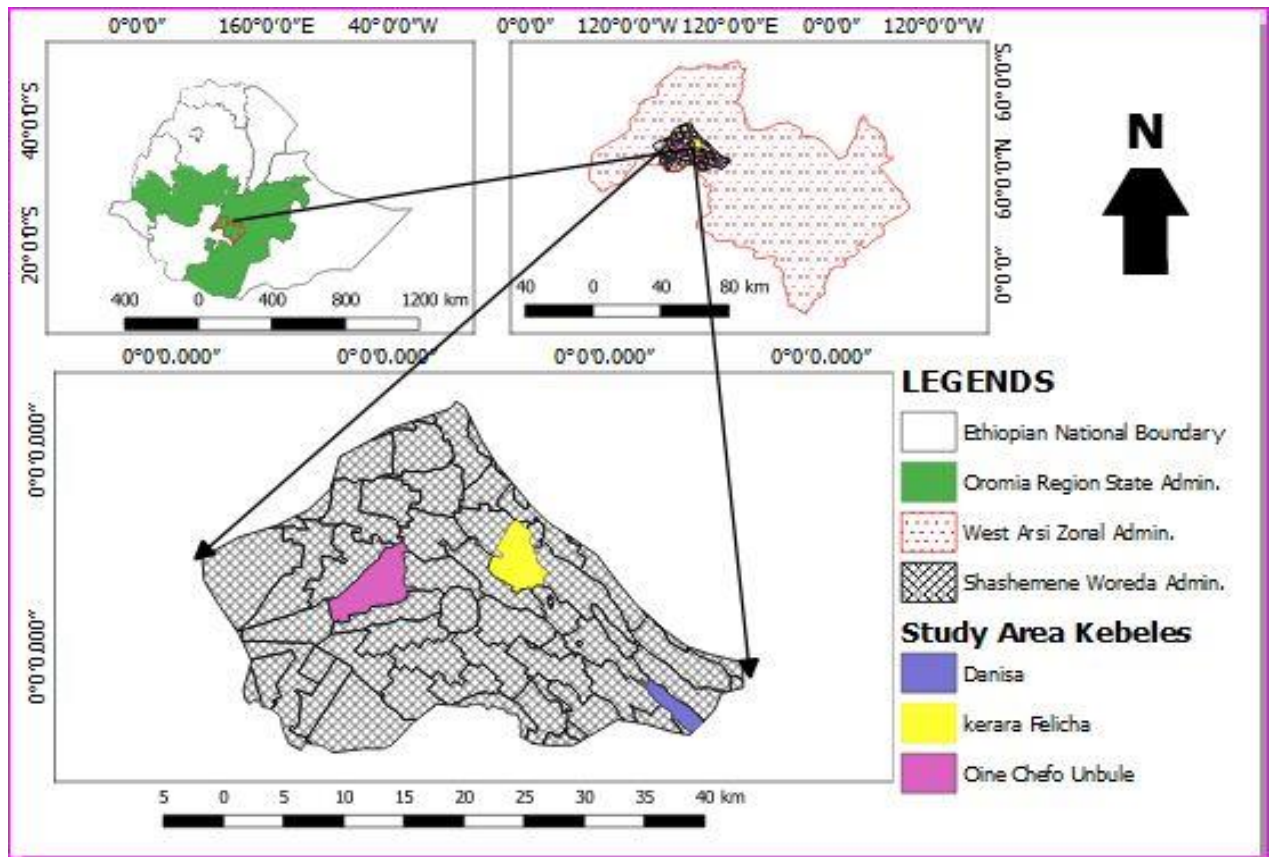 0°0'0" 160°0'0"E 40°0'0"W
0°0'0" 120°0'0"W 120°0'0"E 0°0'0" 120°0'0"W
40°0'0"S
20°0'0"S
60°0'0"S
60°0'0"N
0°0'0"
N
400 0 400 800 1200 km
40 0 40 80 km
0°0'0.000" 0°0'0.000" 0°0'0.000" 0°0'0.000"
0°0'0.000"
0°0'0.000"
5 0 5 10 15 20 25 30 35 40 km
LEGENDS
Ethiopian National Boundary
Oromia Region State Admin.
West Arsi Zonal Admin.
Shashemene Woreda Admin.
Study Area Kebeles
Danisa
kerara Felicha
Oine Chefo Unbule